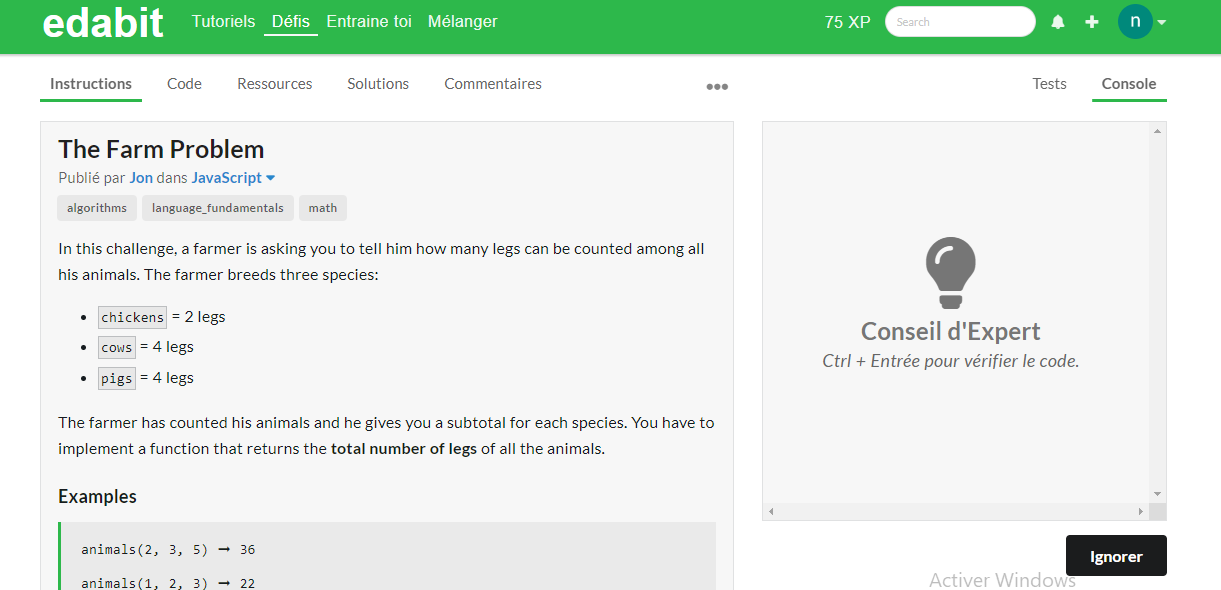 edabit Tutoriels Défis Entraine toi Mélanger 75 XP Search n
Instructions Code Ressources Solutions Commentaires Tests Console
The Farm Problem
Publié par Jon dans JavaScript
algorithms language_fundamentals math
In this challenge, a farmer is asking you to tell him how many legs can be counted among all
his animals. The farmer breeds three species:
• chickens = 2 legs
• cows = 4 legs
• pigs = 4 legs
The farmer has counted his animals and he gives you a subtotal for each species. You have to
implement a function that returns the total number of legs of all the animals.
Examples
animals(2, 3, 5) ➞ 36
animals(1, 2, 3) ➞ 22
Conseil d'Expert
Ctrl + Entrée pour vérifier le code.
Ignorer
Activer Windows